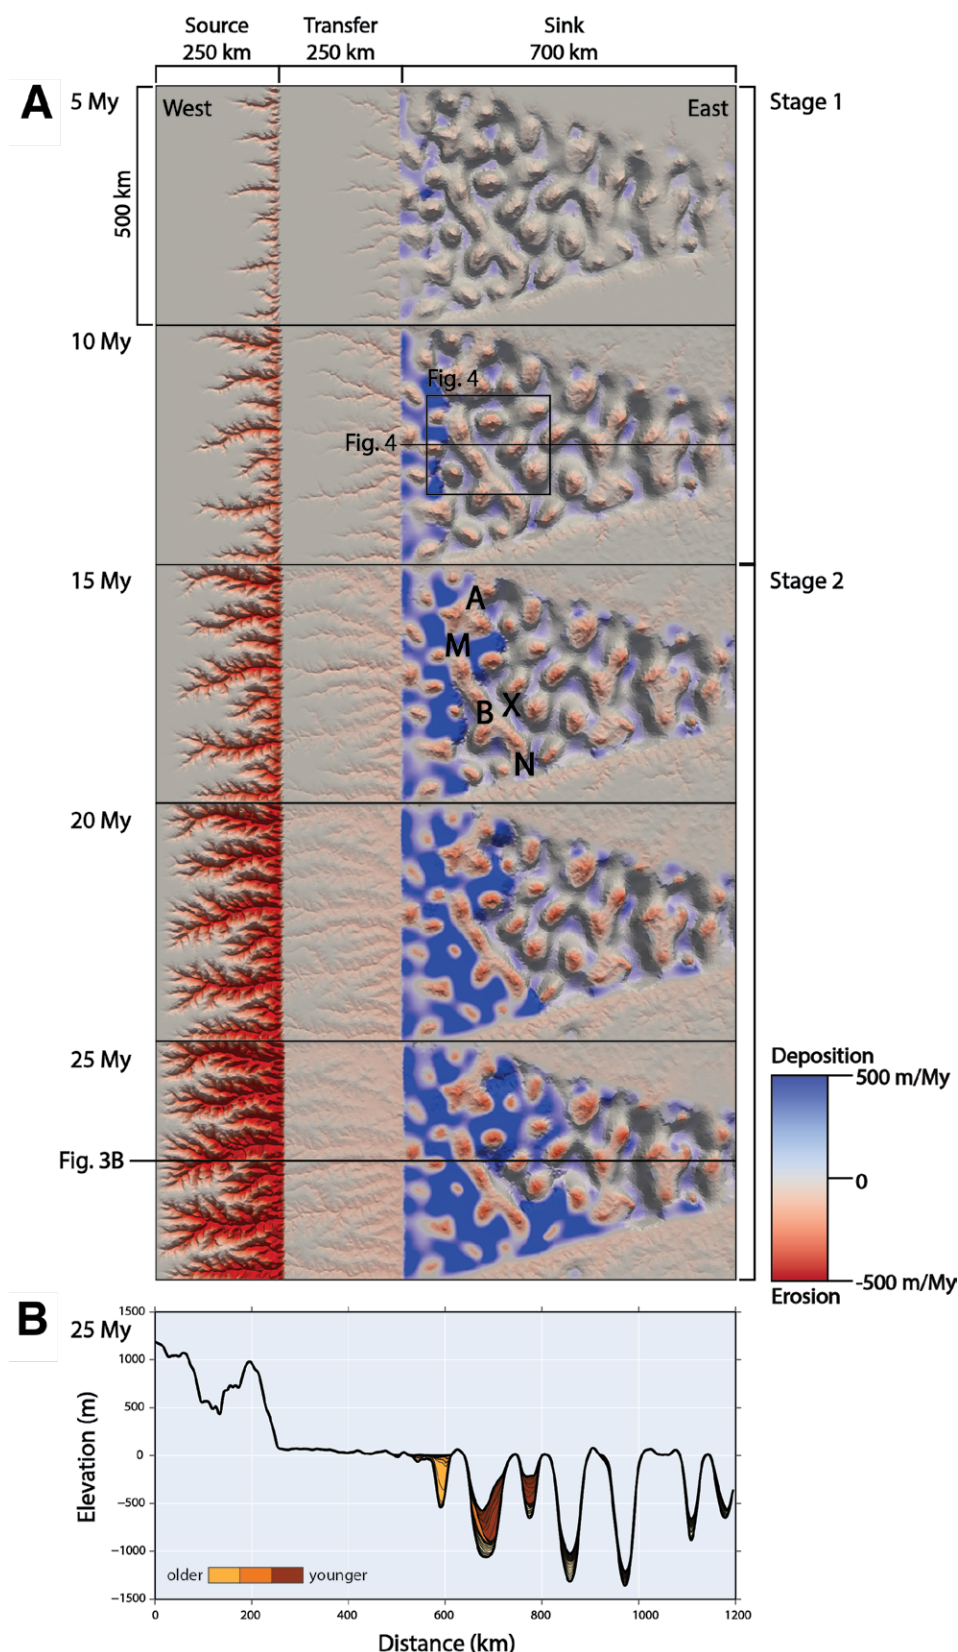 Source
250 km
Transfer
250 km
Sink
700 km
A
5 My
West
East
Stage 1
500 km
10 My
Fig. 4
Fig. 4
15 My
Stage 2
A
M
B
X
N
20 My
25 My
Fig. 3B
Deposition
500 m/My
0
-500 m/My
Erosion
B
25 My
Elevation (m)
1500
1000
500
0
−500
−1000
−1500
older
younger
0
200
400
600
800
1000
1200
Distance (km)